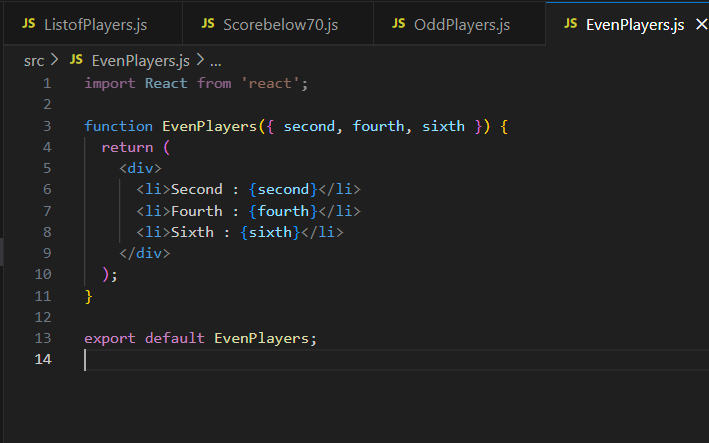 JS ListofPlayers.js JS Scorebelow70.js JS OddPlayers.js JS EvenPlayers.js ×
src > JS EvenPlayers.js > ...
1 import React from 'react';
2
3 function EvenPlayers({ second, fourth, sixth }) {
4 return (
5 <div>
6 <li>Second : {second}</li>
7 <li>Fourth : {fourth}</li>
8 <li>Sixth : {sixth}</li>
9 </div>
10 );
11 }
12
13 export default EvenPlayers;
14